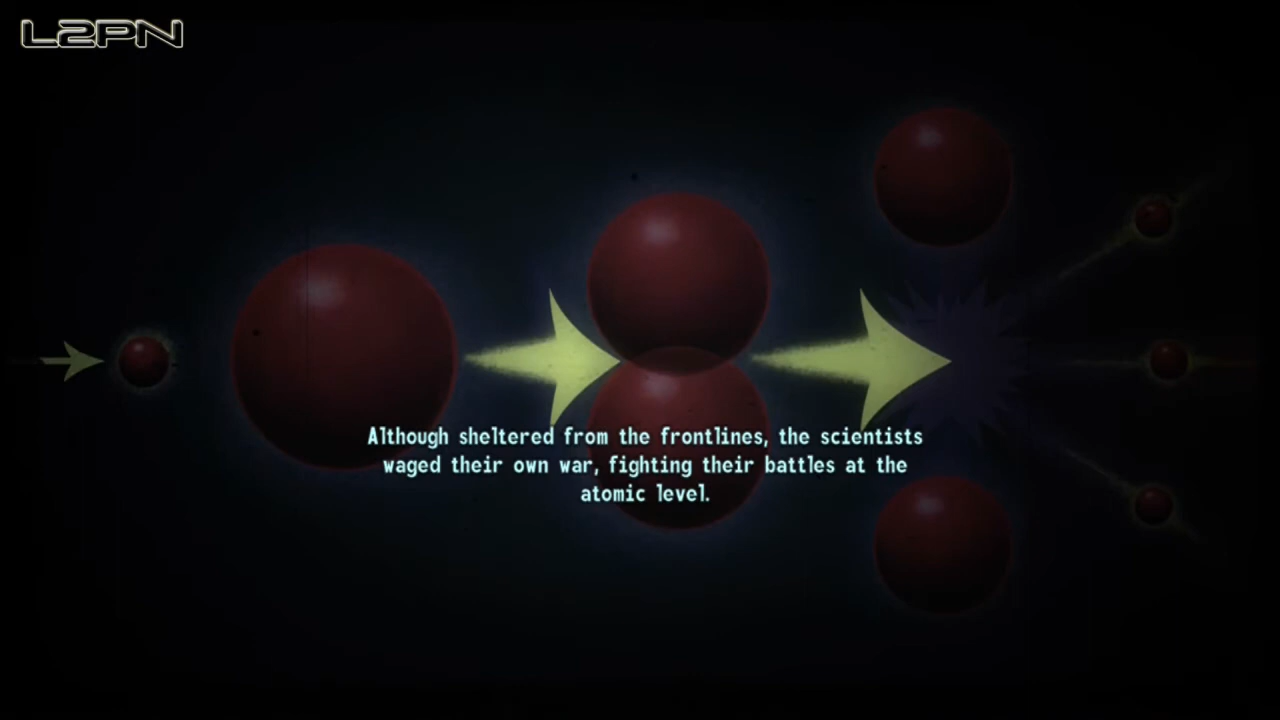 L2PN
Although sheltered from the frontlines, the scientists
waged their own war, fighting their battles at the
atomic level.